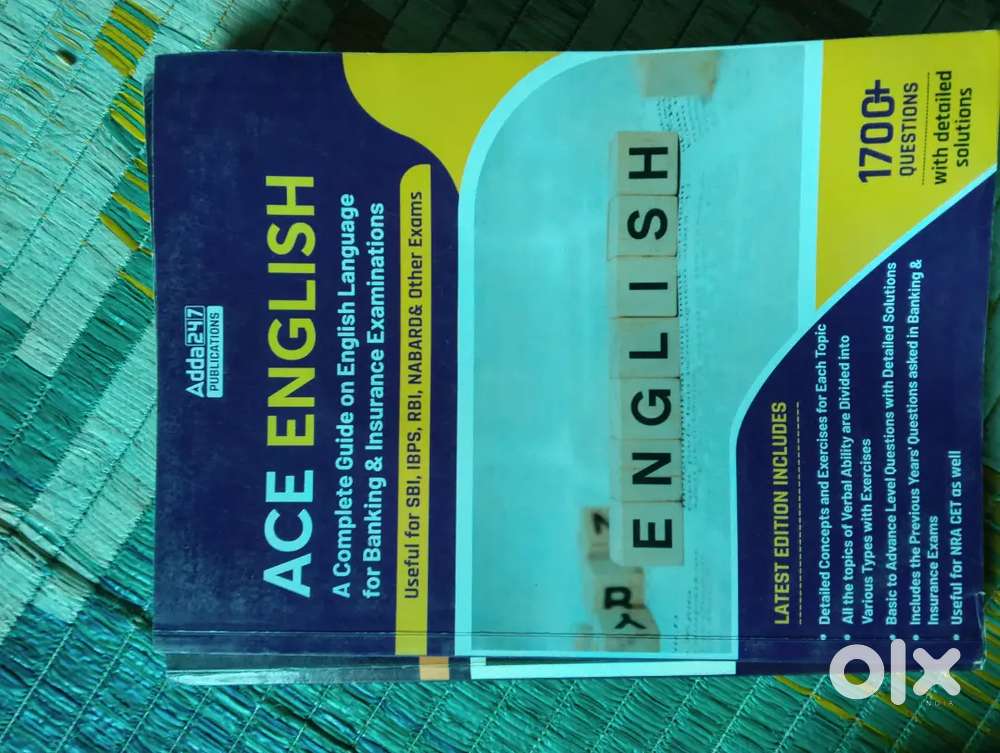 Adda247
PUBLICATIONS
ACE ENGLISH
A Complete Guide on English Language
for Banking & Insurance Examinations
Useful for SBI, IBPS, RBI, NABARD& Other Exams
ENGLISH
1700+
QUESTIONS
with detailed
solutions
LATEST EDITION INCLUDES
• Detailed Concepts and Exercises for Each Topic
• All the topics of Verbal Ability are Divided into
Various Types with Exercises
• Basic to Advance Level Questions with Detailed Solutions
• Includes the Previous Years' Questions asked in Banking &
Insurance Exams
• Useful for NRA CET as well
olx
INDIA